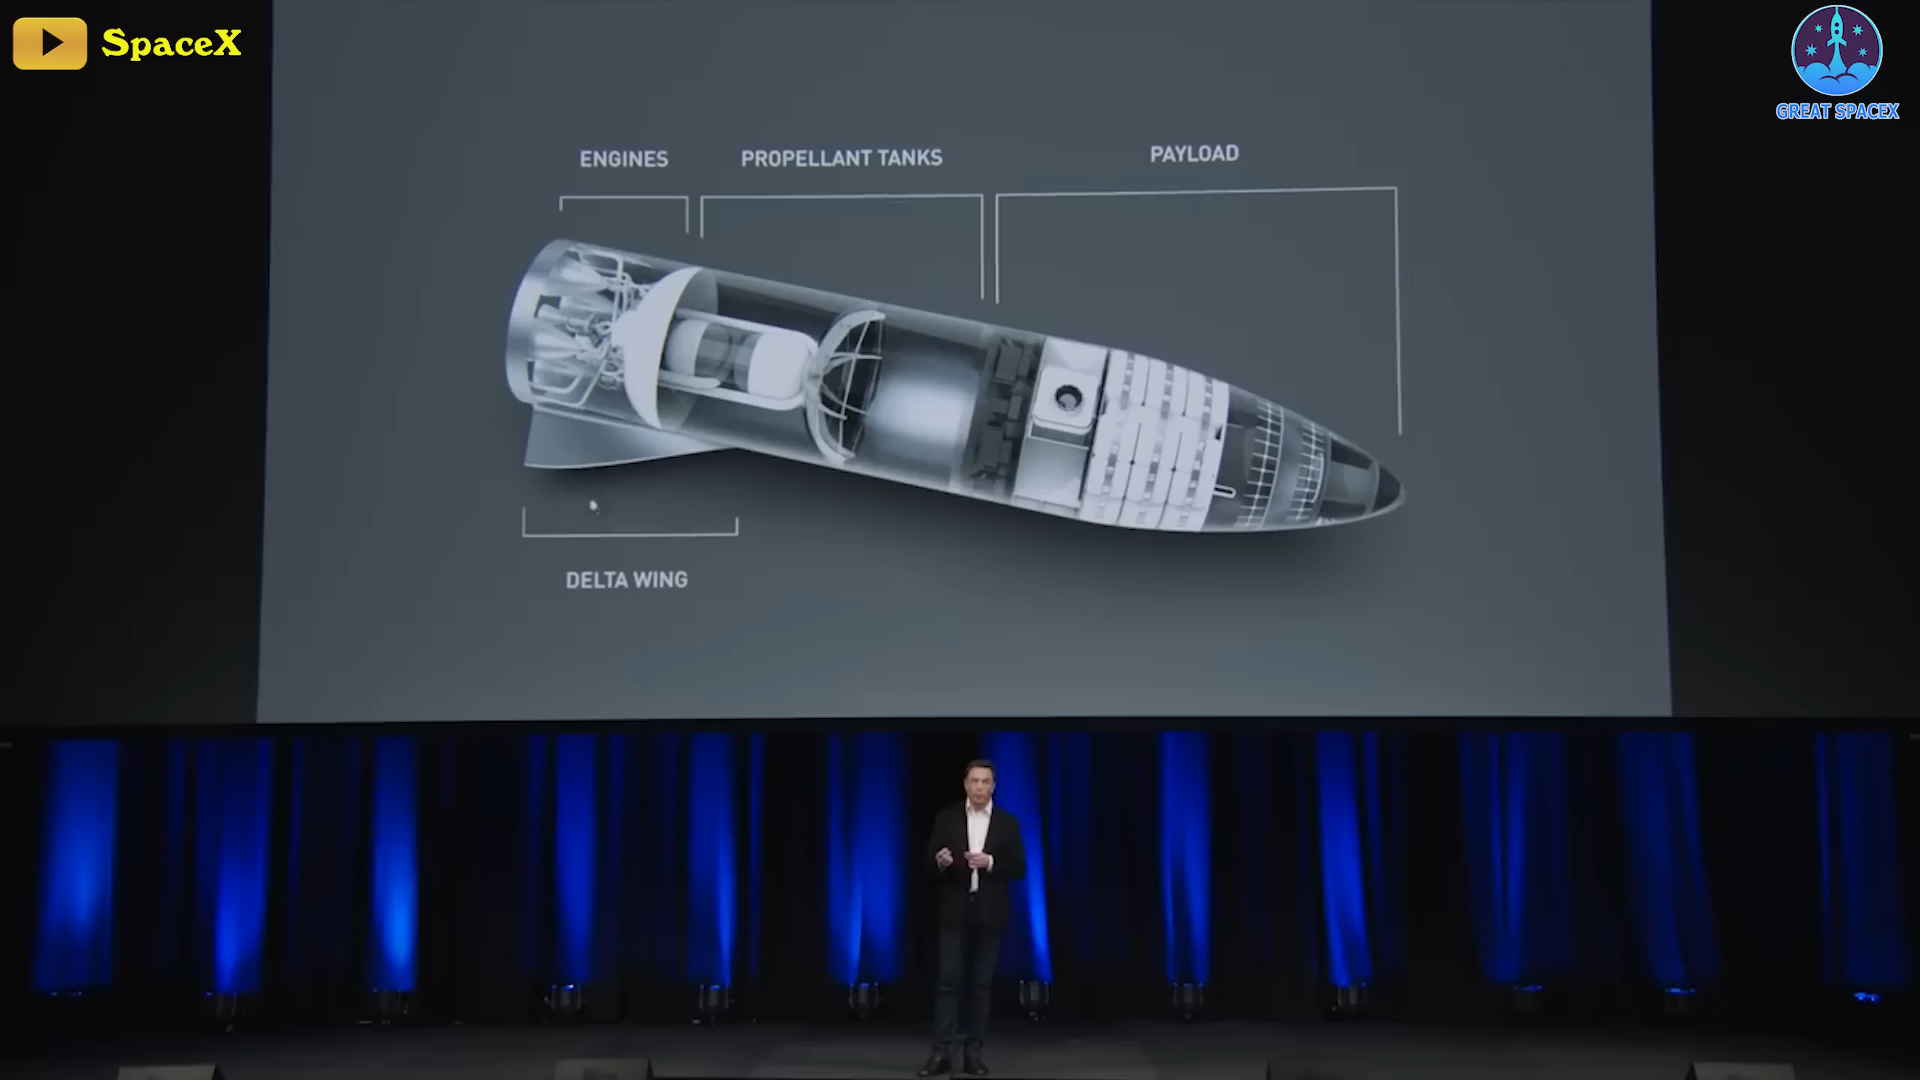 SpaceX
GREAT SPACEX
ENGINES
PROPELLANT TANKS
PAYLOAD
DELTA WING